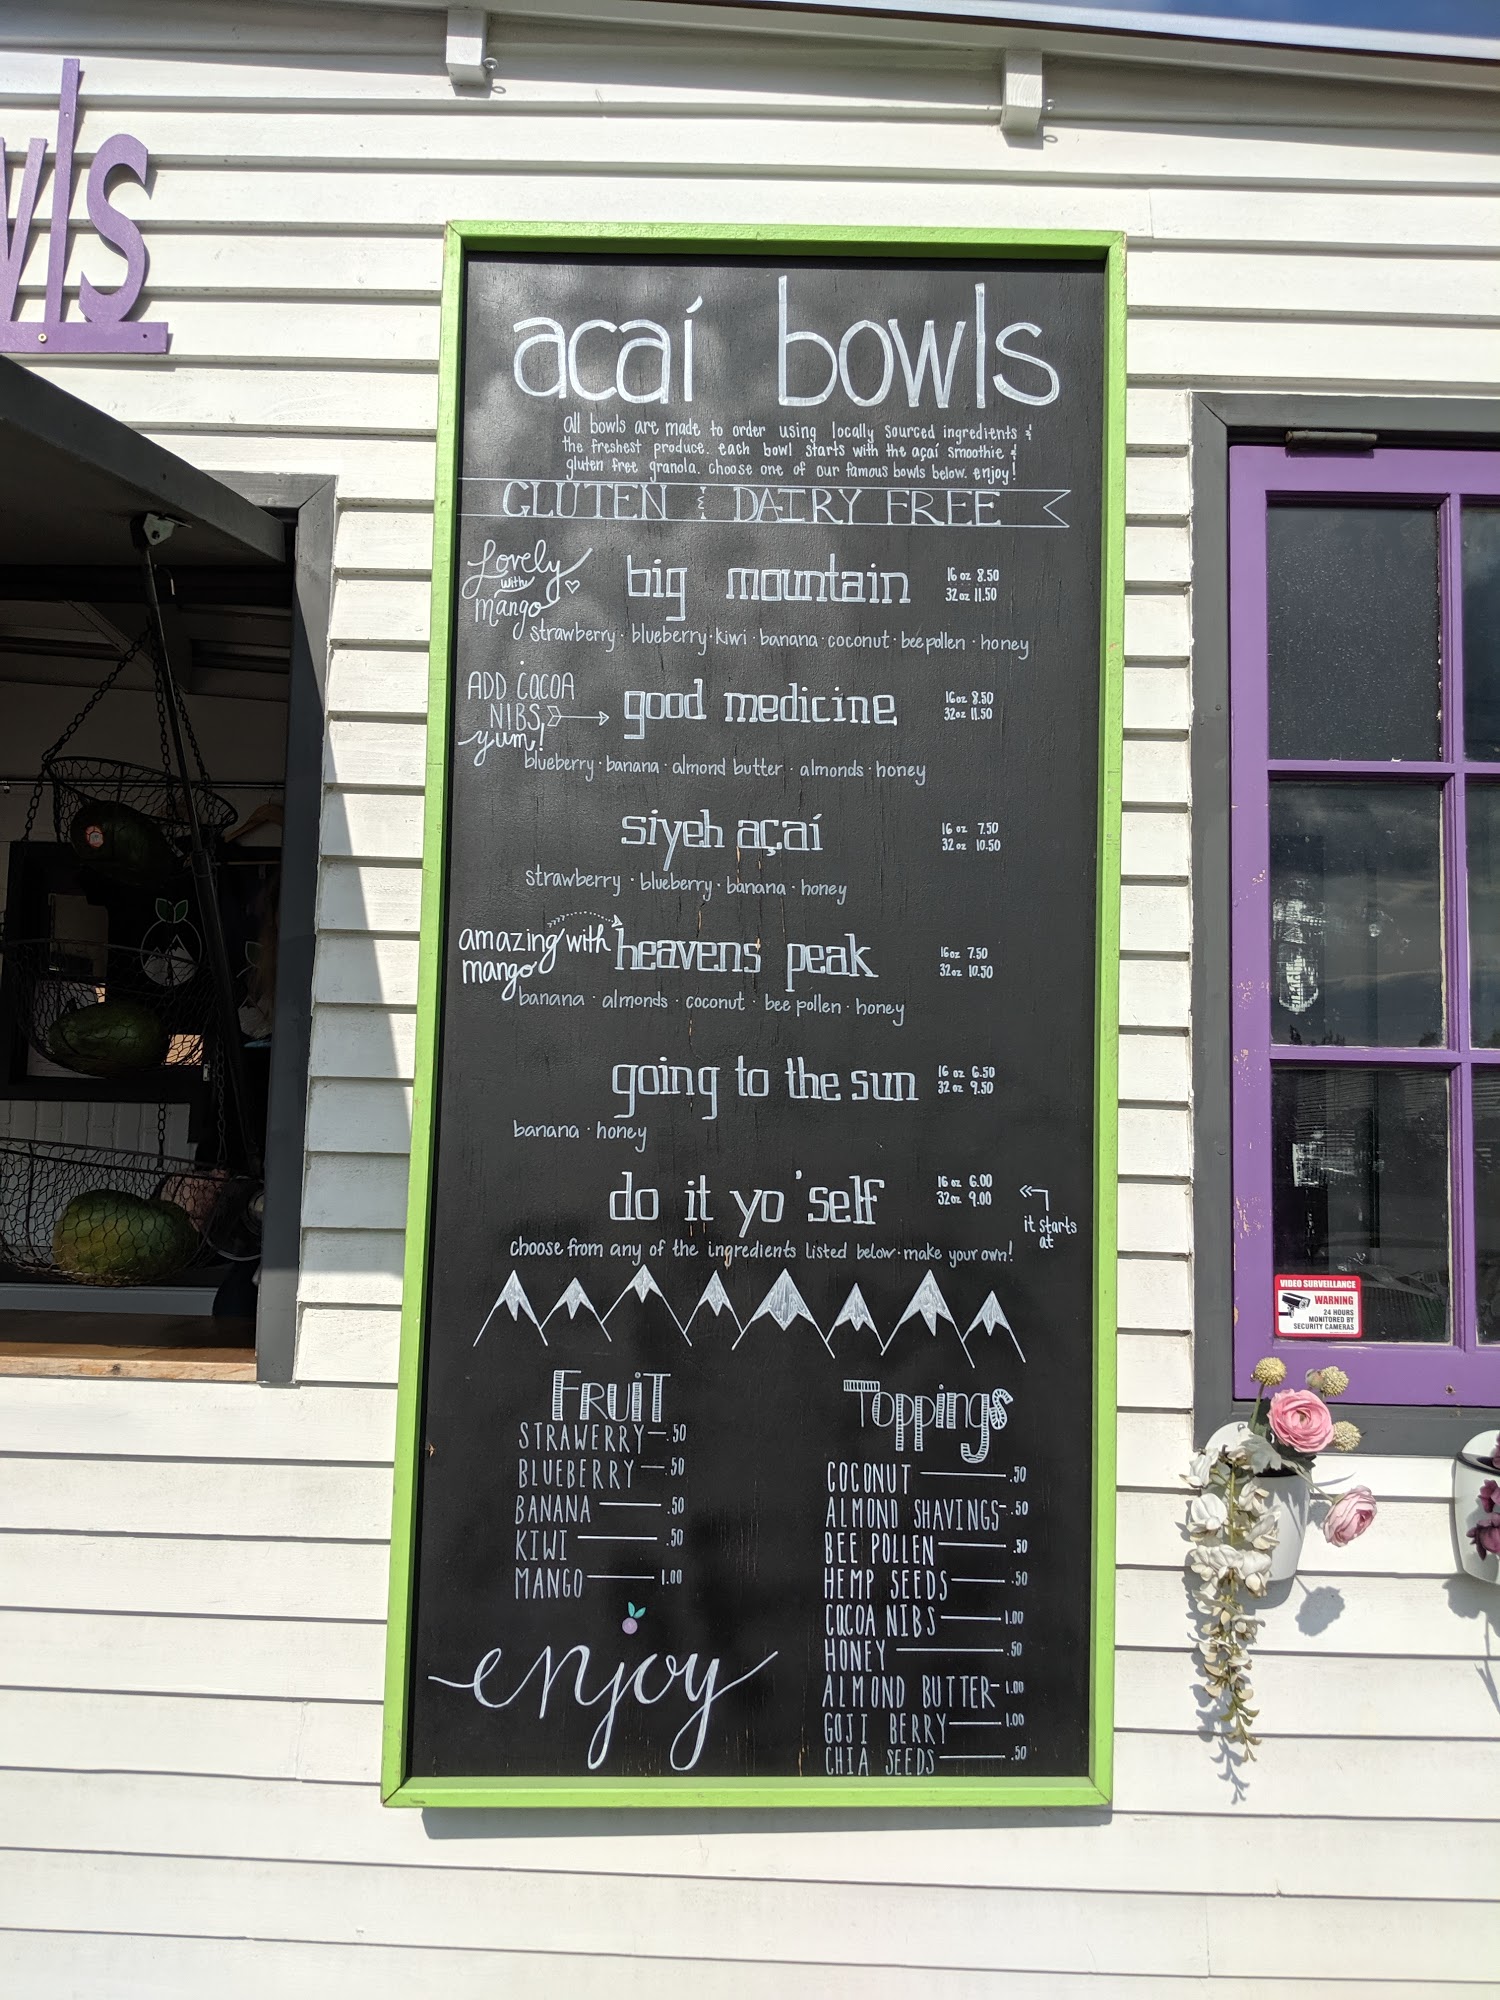 wls
acaí bowls
all bowls are made to order using locally sourced ingredients &
the freshest produce. each bowl starts with the açaí smoothie &
gluten free granola. choose one of our famous bowls below. enjoy!
GLUTEN & DAIRY FREE
Lovely
with
mango
big mountain
16 oz 8.50
32 oz 11.50
strawberry · blueberry · kiwi · banana · coconut · bee pollen · honey
ADD CACOA
NIBS,
yum!
good medicine
16oz 8.50
32oz 11.50
blueberry · banana · almond butter · almonds · honey
siyeh açaí
16 oz 7.50
32 oz 10.50
strawberry · blueberry · banana · honey
amazing with
mango
heavens peak
16oz 7.50
32oz 10.50
banana · almonds · coconut · bee pollen · honey
going to the sun
16 oz 6.50
32 oz 9.50
banana · honey
do it yo'self
16 oz 6.00
32oz 9.00
it starts
at
choose from any of the ingredients listed below · make your own!
FRUIT
STRAWERRY—.50
BLUEBERRY—.50
BANANA—.50
KIWI—.50
MANGO—1.00
enjoy
Toppings
COCONUT—.50
ALMOND SHAVINGS-.50
BEE POLLEN—.50
HEMP SEEDS—.50
CACOA NIBS—1.00
HONEY—.50
ALMOND BUTTER-1.00
GOJI BERRY—1.00
CHIA SEEDS—.50
VIDEO SURVEILLANCE
WARNING
24 HOURS
MONITORED BY
SECURITY CAMERAS